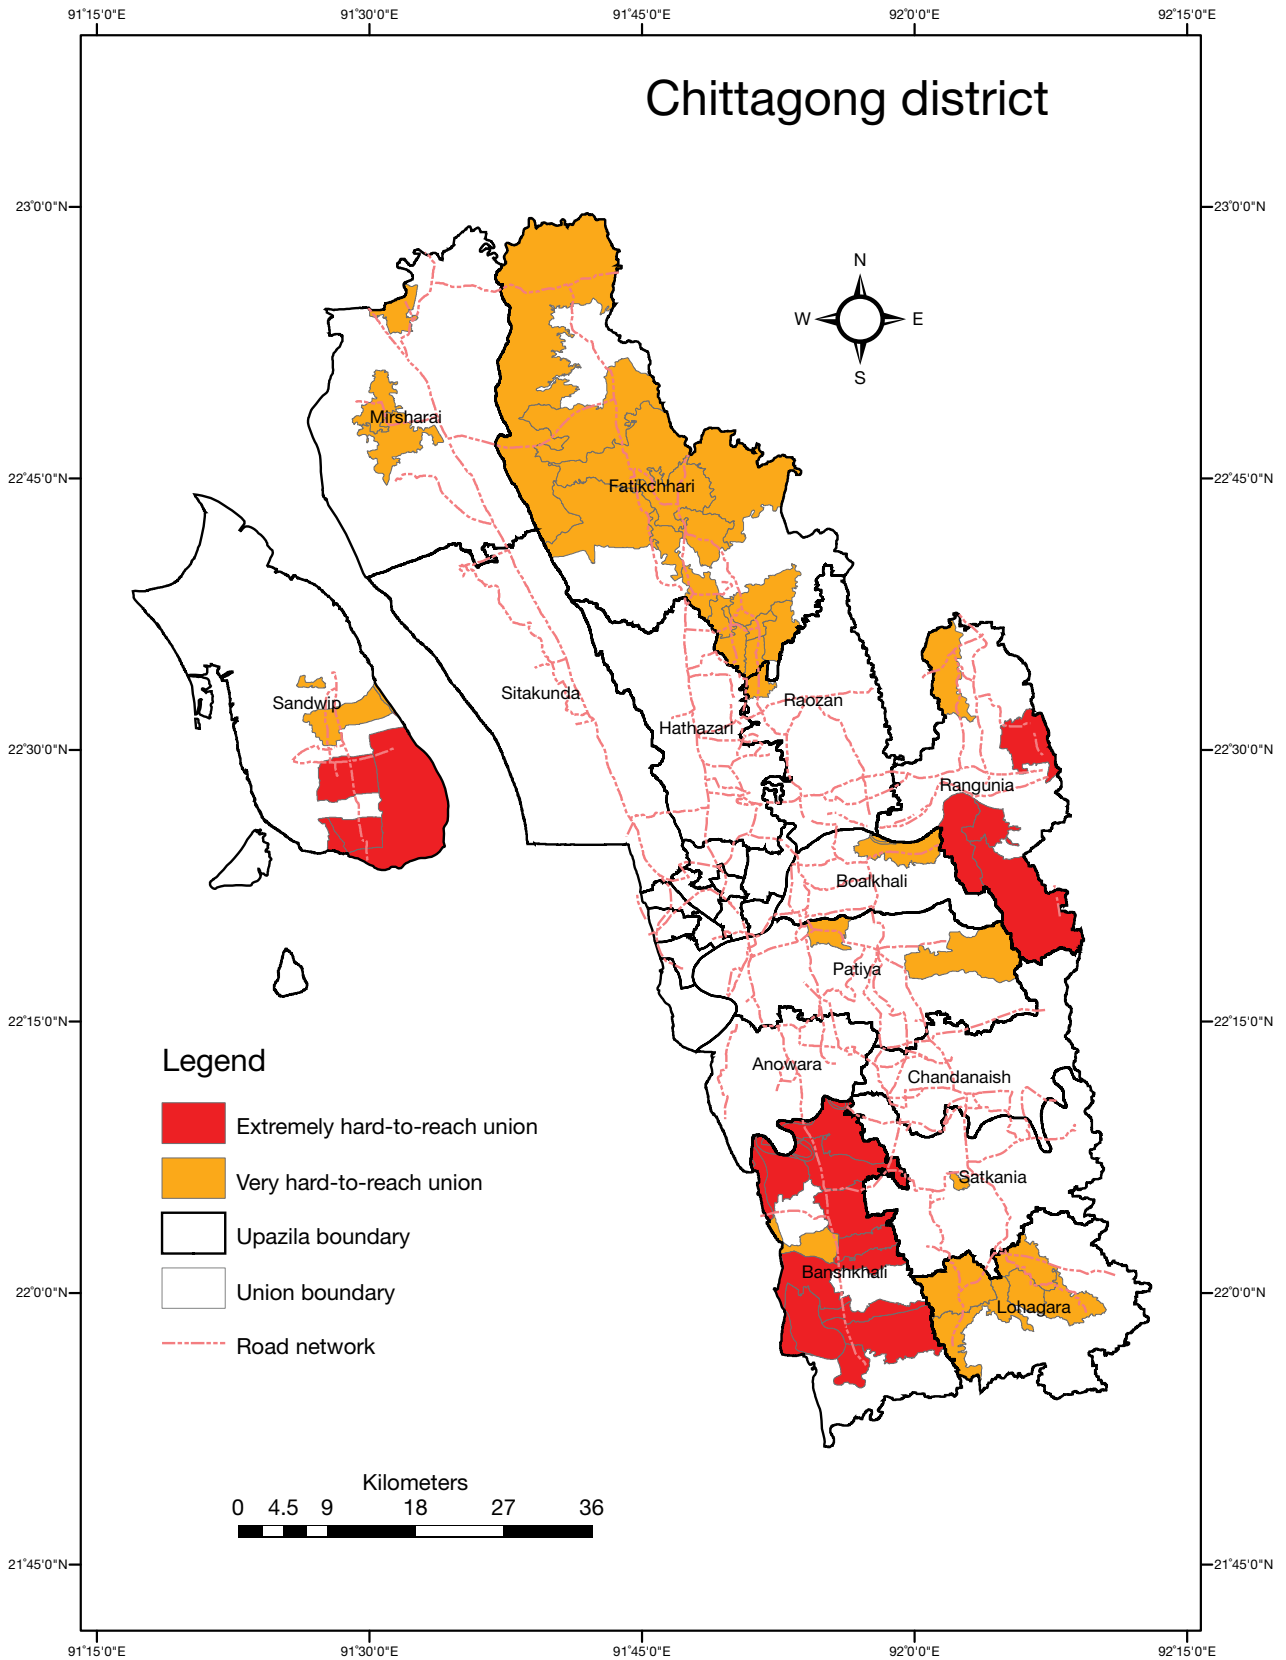 91°15'0"E
91°30'0"E
91°45'0"E
92°0'0"E
92°15'0"E
Chittagong district
23°0'0"N
23°0'0"N
N
W
E
S
Mirsharai
22°45'0"N
Fatikchhari
22°45'0"N
Sitakunda
Sandwip
Raozan
Hathazari
22°30'0"N
22°30'0"N
Rangunia
Boalkhali
Patiya
22°15'0"N
22°15'0"N
Legend
Anowara
Chandanaish
Extremely hard-to-reach union
Very hard-to-reach union
Satkania
Upazila boundary
Banshkhali
Union boundary
22°0'0"N
22°0'0"N
Lohagara
Road network
Kilometers
0 4.5 9 18 27 36
21°45'0"N
21°45'0"N
91°15'0"E
91°30'0"E
91°45'0"E
92°0'0"E
92°15'0"E